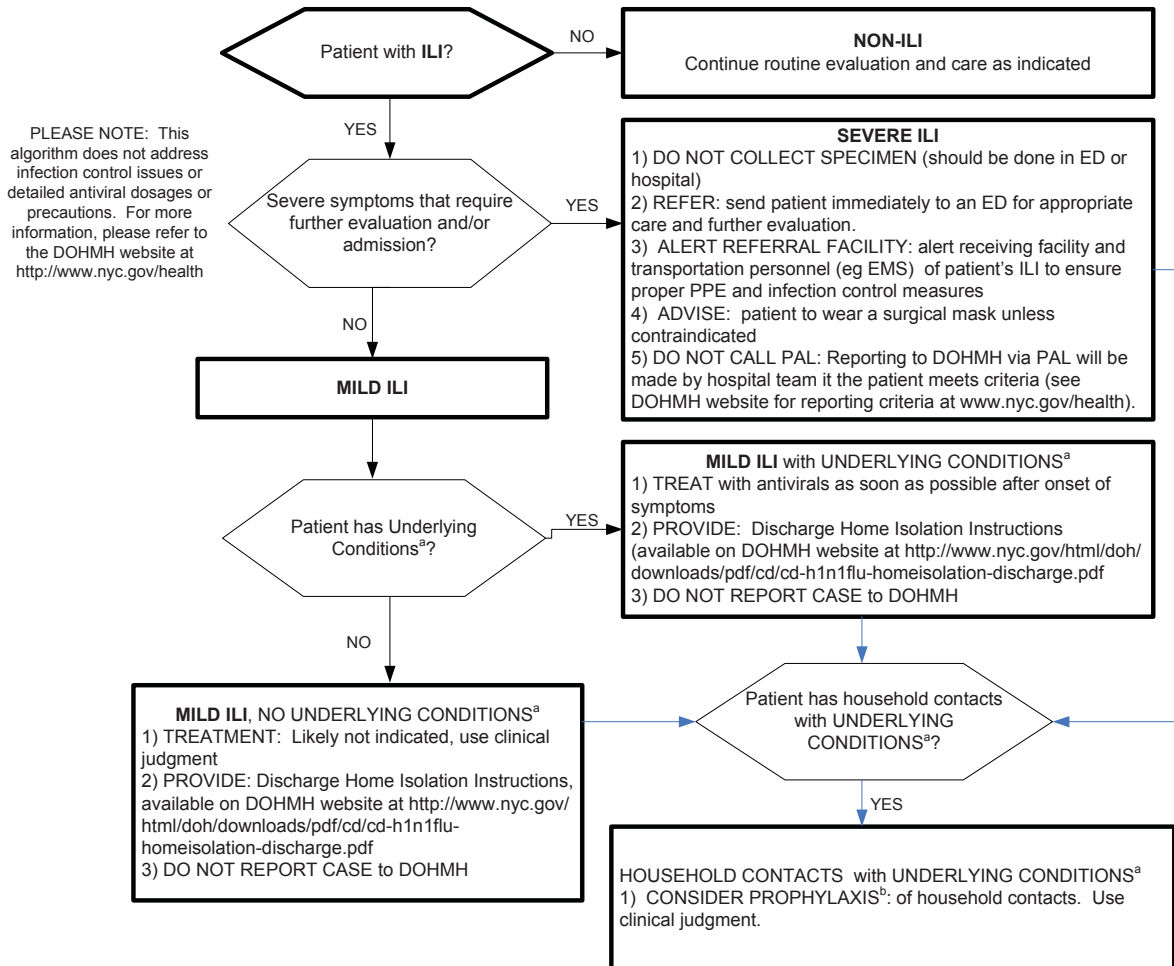 Patient with ILI?
NO
NON-ILI
Continue routine evaluation and care as indicated
YES
PLEASE NOTE: This
algorithm does not address
infection control issues or
detailed antiviral dosages or
precautions. For more
information, please refer to
the DOHMH website at
http://www.nyc.gov/health
Severe symptoms that require
further evaluation and/or
admission?
YES
SEVERE ILI
1) DO NOT COLLECT SPECIMEN (should be done in ED or
hospital)
2) REFER: send patient immediately to an ED for appropriate
care and further evaluation.
3) ALERT REFERRAL FACILITY: alert receiving facility and
transportation personnel (eg EMS) of patient's ILI to ensure
proper PPE and infection control measures
4) ADVISE: patient to wear a surgical mask unless
contraindicated
5) DO NOT CALL PAL: Reporting to DOHMH via PAL will be
made by hospital team it the patient meets criteria (see
DOHMH website for reporting criteria at www.nyc.gov/health).
NO
MILD ILI
Patient has Underlying
Conditionsa?
YES
MILD ILI with UNDERLYING CONDITIONSa
1) TREAT with antivirals as soon as possible after onset of
symptoms
2) PROVIDE: Discharge Home Isolation Instructions
(available on DOHMH website at http://www.nyc.gov/html/doh/
downloads/pdf/cd/cd-h1n1flu-homeisolation-discharge.pdf
3) DO NOT REPORT CASE to DOHMH
NO
MILD ILI, NO UNDERLYING CONDITIONSa
1) TREATMENT: Likely not indicated, use clinical
judgment
2) PROVIDE: Discharge Home Isolation Instructions,
available on DOHMH website at http://www.nyc.gov/
html/doh/downloads/pdf/cd/cd-h1n1flu-
homeisolation-discharge.pdf
3) DO NOT REPORT CASE to DOHMH
Patient has household contacts
with UNDERLYING
CONDITIONSa?
YES
HOUSEHOLD CONTACTS with UNDERLYING CONDITIONSa
1) CONSIDER PROPHYLAXISb: of household contacts. Use
clinical judgment.